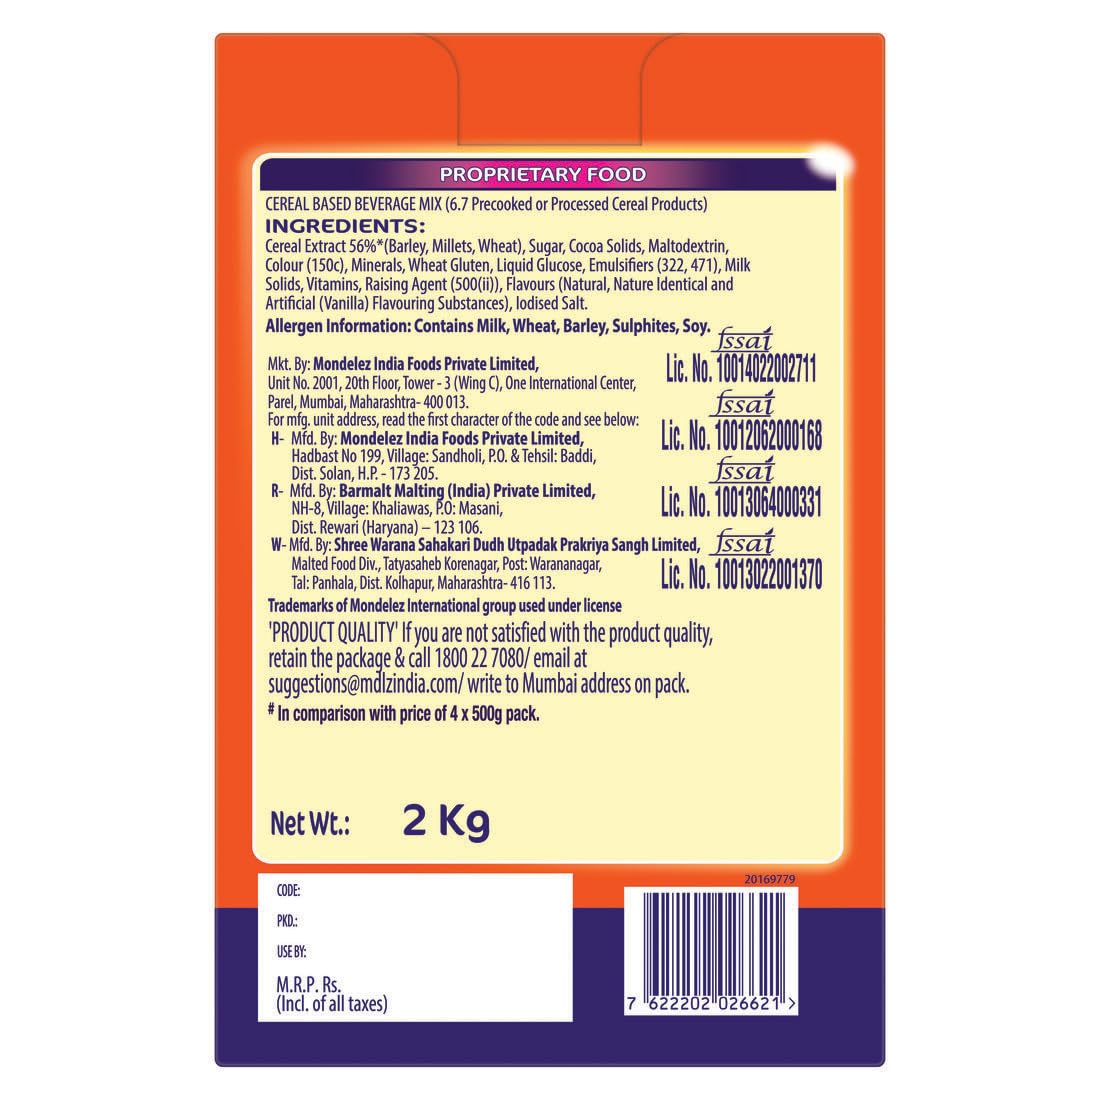 PROPRIETARY FOOD
CEREAL BASED BEVERAGE MIX (6.7 Precooked or Processed Cereal Products)
INGREDIENTS:
Cereal Extract 56%*(Barley, Millets, Wheat), Sugar, Cocoa Solids, Maltodextrin,
Colour (150c), Minerals, Wheat Gluten, Liquid Glucose, Emulsifiers (322, 471), Milk
Solids, Vitamins, Raising Agent (500(ii)), Flavours (Natural, Nature Identical and
Artificial (Vanilla) Flavouring Substances), Iodised Salt.
Allergen Information: Contains Milk, Wheat, Barley, Sulphites, Soy.
fssai
Lic. No. 10014022002711
Mkt. By: Mondelez India Foods Private Limited,
Unit No. 2001, 20th Floor, Tower - 3 (Wing C), One International Center,
Parel, Mumbai, Maharashtra- 400 013.
For mfg. unit address, read the first character of the code and see below:
fssai
Lic. No. 10012062000168
H- Mfd. By: Mondelez India Foods Private Limited,
Hadbast No 199, Village: Sandholi, P.O. & Tehsil: Baddi,
Dist. Solan, H.P. - 173 205.
fssai
Lic. No. 10013064000331
R- Mfd. By: Barmalt Malting (India) Private Limited,
NH-8, Village: Khaliawas, P.O: Masani,
Dist. Rewari (Haryana) – 123 106.
fssai
Lic. No. 10013022001370
W- Mfd. By: Shree Warana Sahakari Dudh Utpadak Prakriya Sangh Limited,
Malted Food Div., Tatyasaheb Korenagar, Post: Warananagar,
Tal: Panhala, Dist. Kolhapur, Maharashtra- 416 113.
Trademarks of Mondelez International group used under license
'PRODUCT QUALITY' If you are not satisfied with the product quality,
retain the package & call 1800 22 7080/ email at
suggestions@mdlzindia.com/ write to Mumbai address on pack.
# In comparison with price of 4 x 500g pack.
Net Wt.: 2 Kg
CODE:
PKD.:
USE BY:
M.R.P. Rs.
(Incl. of all taxes)
20169779
7 622202 026621 >